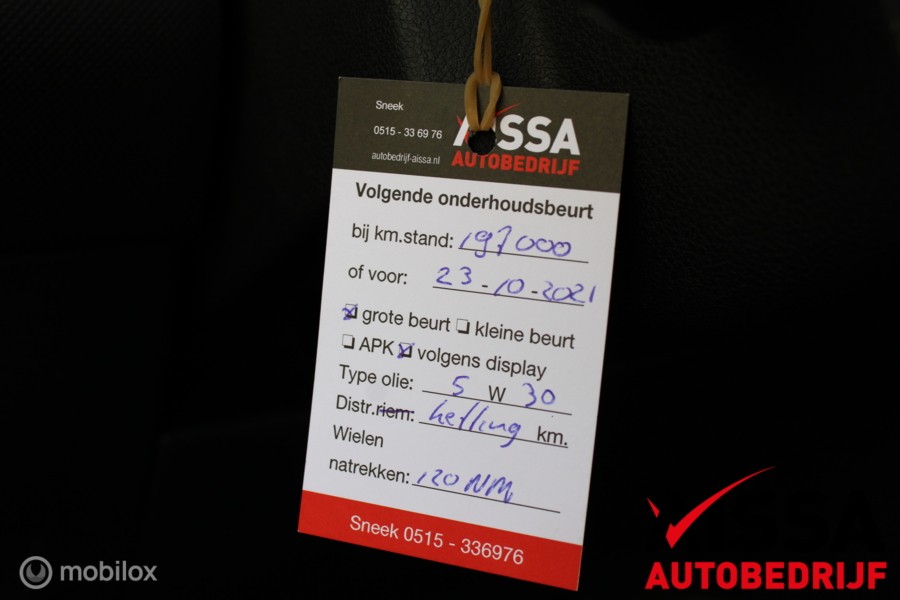 Sneek
0515 - 33 69 76
autobedrijf-aissa.nl
AISSA
AUTOBEDRIJF
Volgende onderhoudsbeurt
bij km.stand: 197000
of voor: 23-10-2021
grote beurt kleine beurt
APK volgens display
Type olie: 5 W 30
Distr.riem: ketting km.
Wielen
natrekken: 120 NM
Sneek 0515 - 336976
AISSA
AUTOBEDRIJF
mobilox